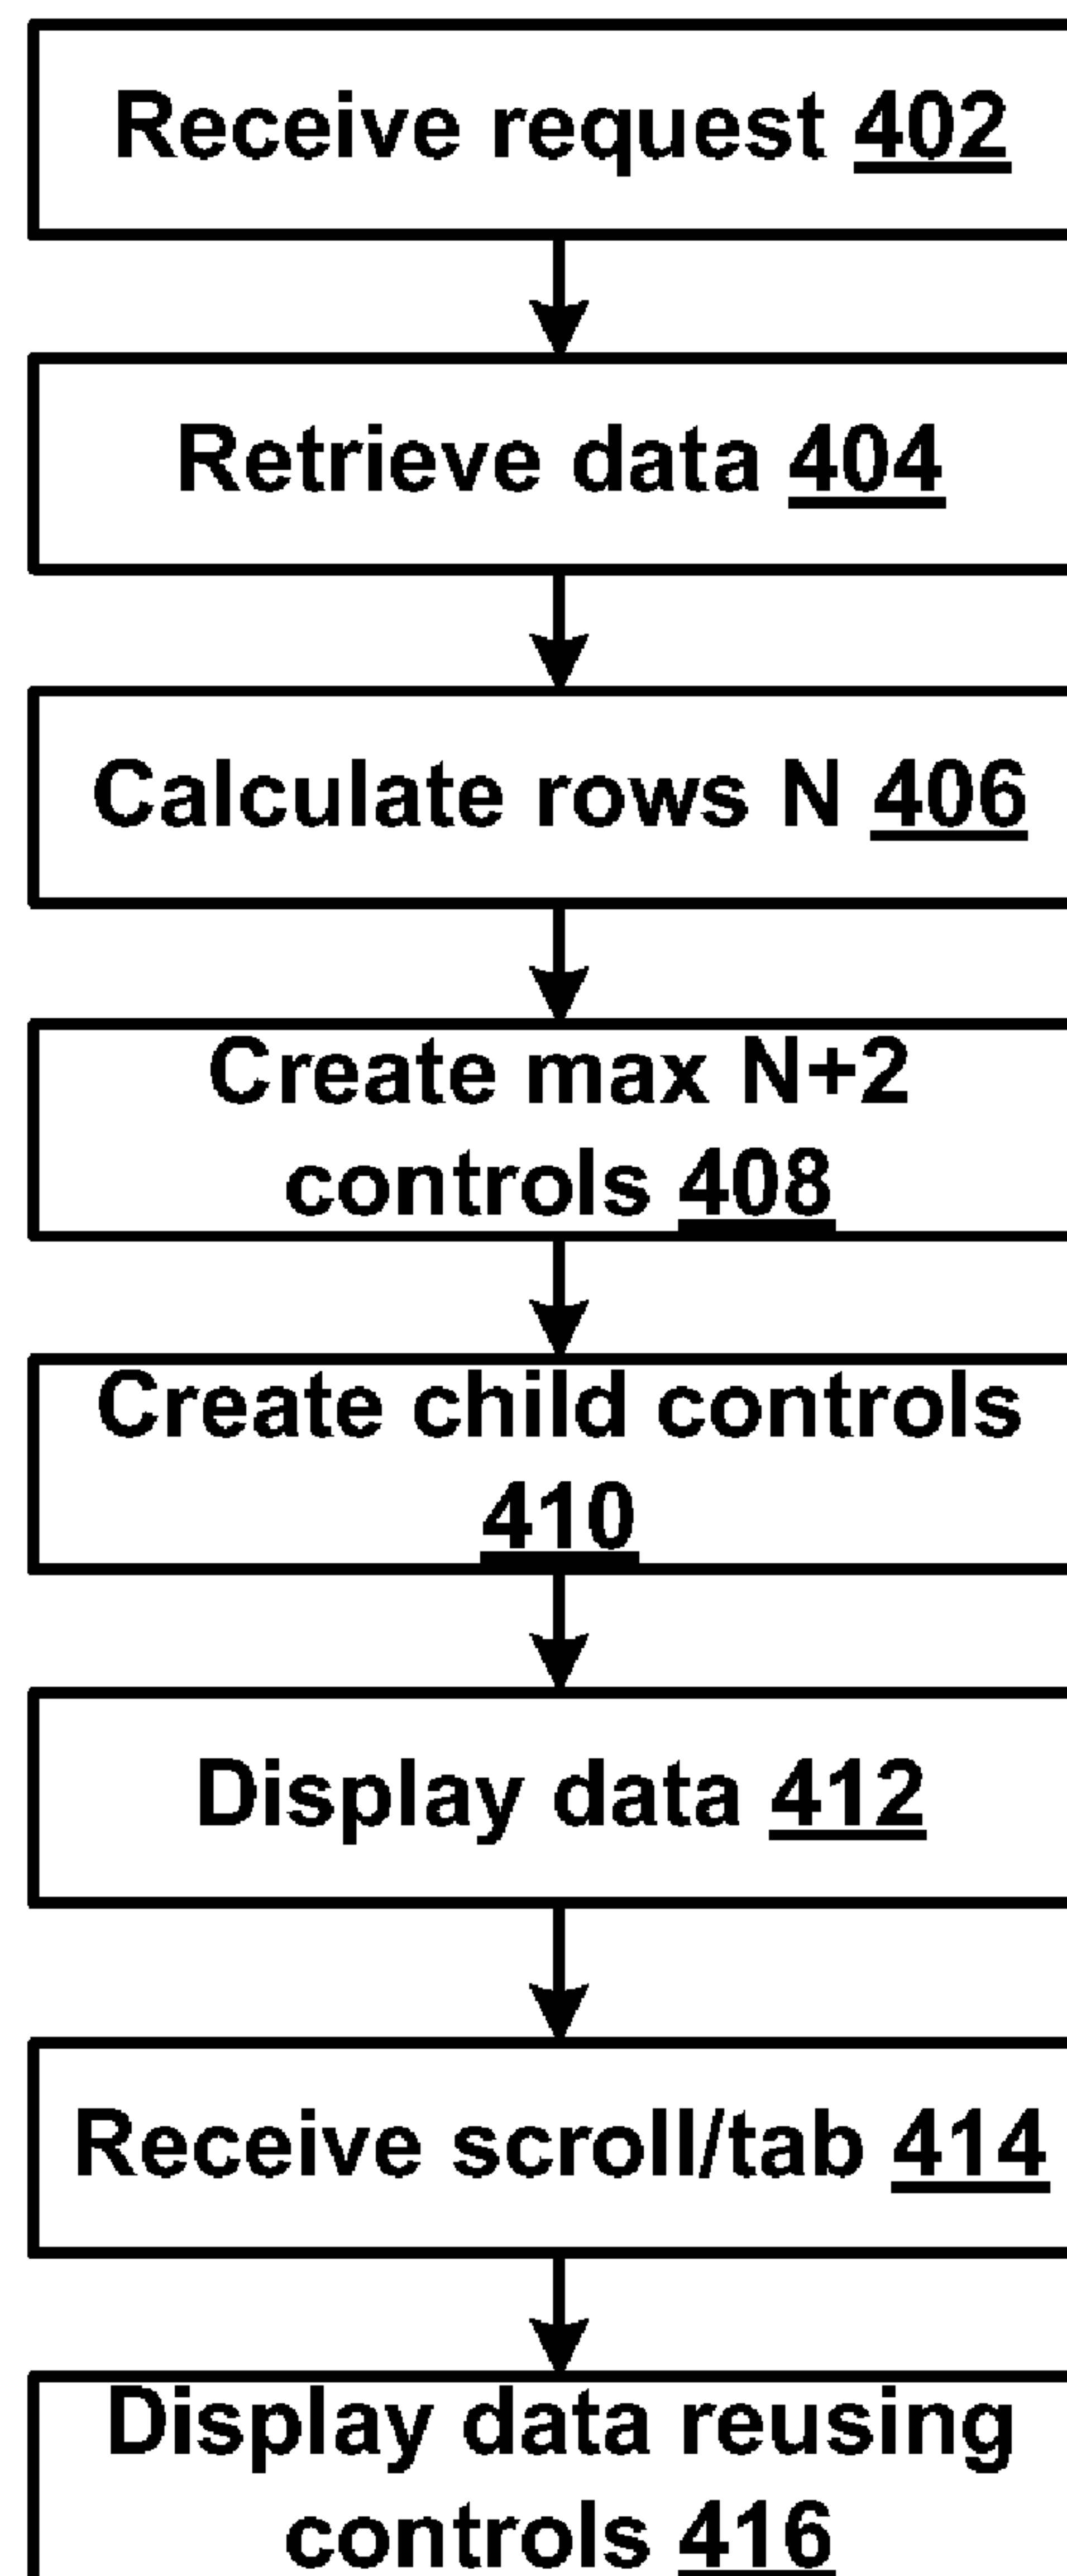 Receive request 402
Retrieve data 404
Calculate rows N 406
Create max N+2
controls 408
Create child controls
410
Display data 412
Receive scroll/tab 414
Display data reusing
controls 416